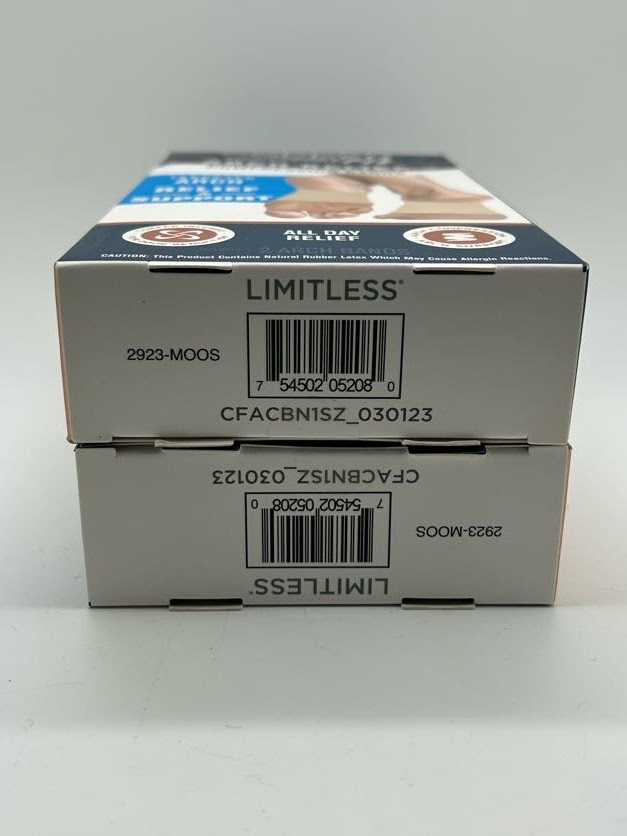 ARCH
RELIEF
&
SUPPORT
ALL DAY
RELIEF
2 ARCH BANDS
CAUTION: This Product Contains Natural Rubber Latex Which May Cause Allergic Reactions.
LIMITLESS®
2923-MOOS
7 54502 05208 0
CFACBN1SZ_030123
CFACBN1SZ_030123
7 54502 05208 0
2923-MOOS
LIMITLESS®